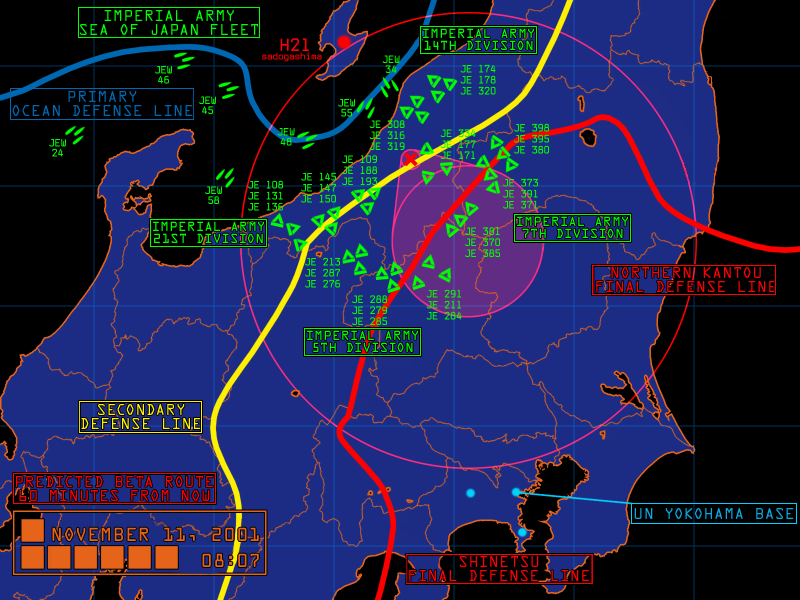 IMPERIAL ARMY
SEA OF JAPAN FLEET
H21
sadogashima
IMPERIAL ARMY
14TH DIVISION
JEW
46
JEW
34
JE 174
JE 178
JE 320
PRIMARY
OCEAN DEFENSE LINE
JEW
45
JEW
55
JEW
24
JEW
48
JE 308
JE 316
JE 319
JE 334
JE 177
JE 171
JE 398
JE 395
JE 380
JE 109
JE 188
JE 193
JEW
58
JE 108
JE 131
JE 136
JE 145
JE 147
JE 150
JE 373
JE 391
JE 371
IMPERIAL ARMY
21ST DIVISION
IMPERIAL ARMY
7TH DIVISION
JE 381
JE 370
JE 385
JE 213
JE 287
JE 276
NORTHERN KANTOU
FINAL DEFENSE LINE
JE 288
JE 279
JE 285
JE 291
JE 211
JE 284
IMPERIAL ARMY
5TH DIVISION
SECONDARY
DEFENSE LINE
PREDICTED BETA ROUTE
60 MINUTES FROM NOW
UN YOKOHAMA BASE
NOVEMBER 11, 2001
08:07
SHINETSU
FINAL DEFENSE LINE